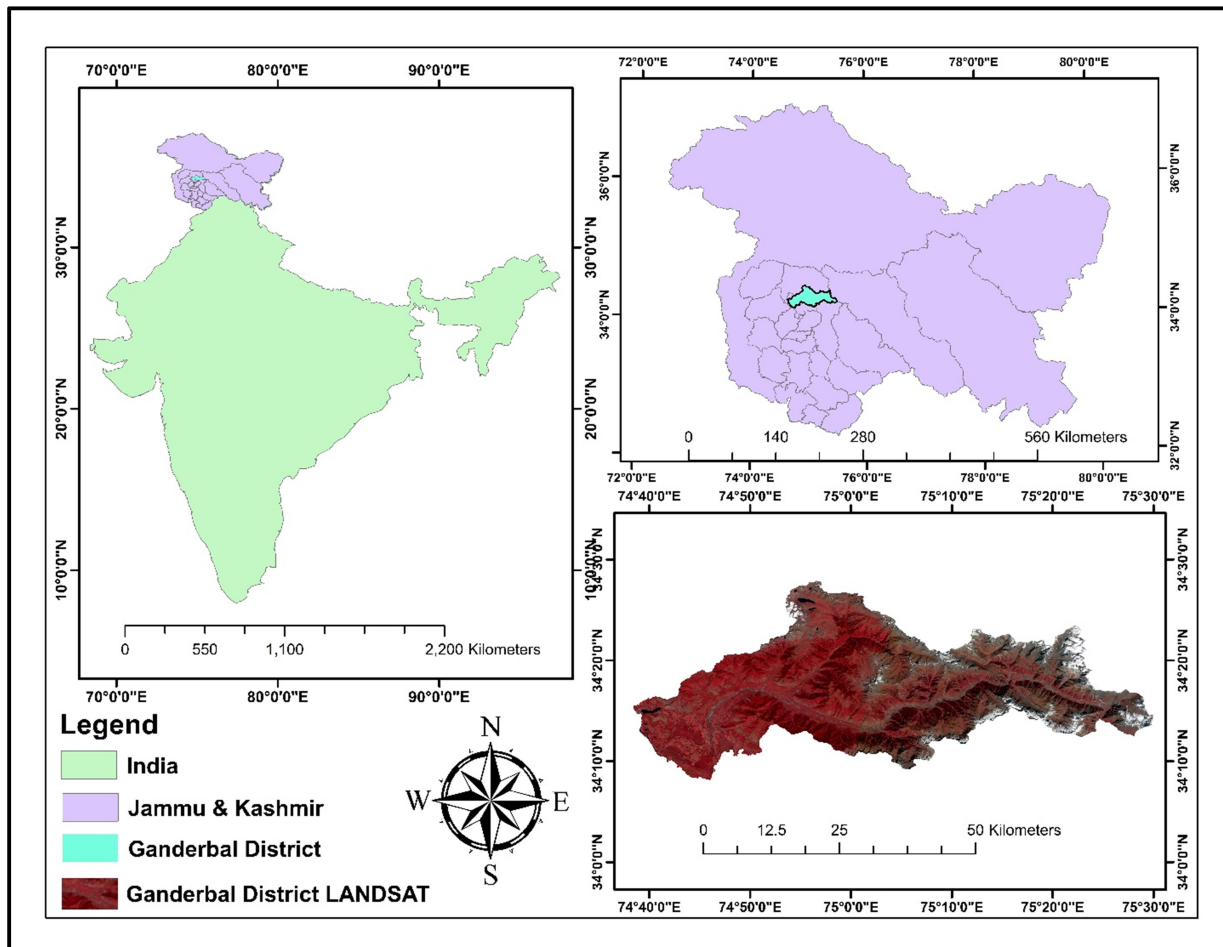 70°0'0"E 80°0'0"E 90°0'0"E
30°0'0"N
20°0'0"N
10°0'0"N
30°0'0"N
20°0'0"N
10°0'0"N
0 550 1,100 2,200 Kilometers
70°0'0"E 80°0'0"E 90°0'0"E
72°0'0"E 74°0'0"E 76°0'0"E 78°0'0"E 80°0'0"E
36°0'0"N
34°0'0"N
36°0'0"N
34°0'0"N
32°0'0"N
0 140 280 560 Kilometers
72°0'0"E 74°0'0"E 76°0'0"E 78°0'0"E 80°0'0"E
74°40'0"E 74°50'0"E 75°0'0"E 75°10'0"E 75°20'0"E 75°30'0"E
34°30'0"N
34°20'0"N
34°10'0"N
34°0'0"N
34°30'0"N
34°20'0"N
34°10'0"N
34°0'0"N
0 12.5 25 50 Kilometers
74°40'0"E 74°50'0"E 75°0'0"E 75°10'0"E 75°20'0"E 75°30'0"E
Legend
India
Jammu & Kashmir
Ganderbal District
Ganderbal District LANDSAT
N
W E
S